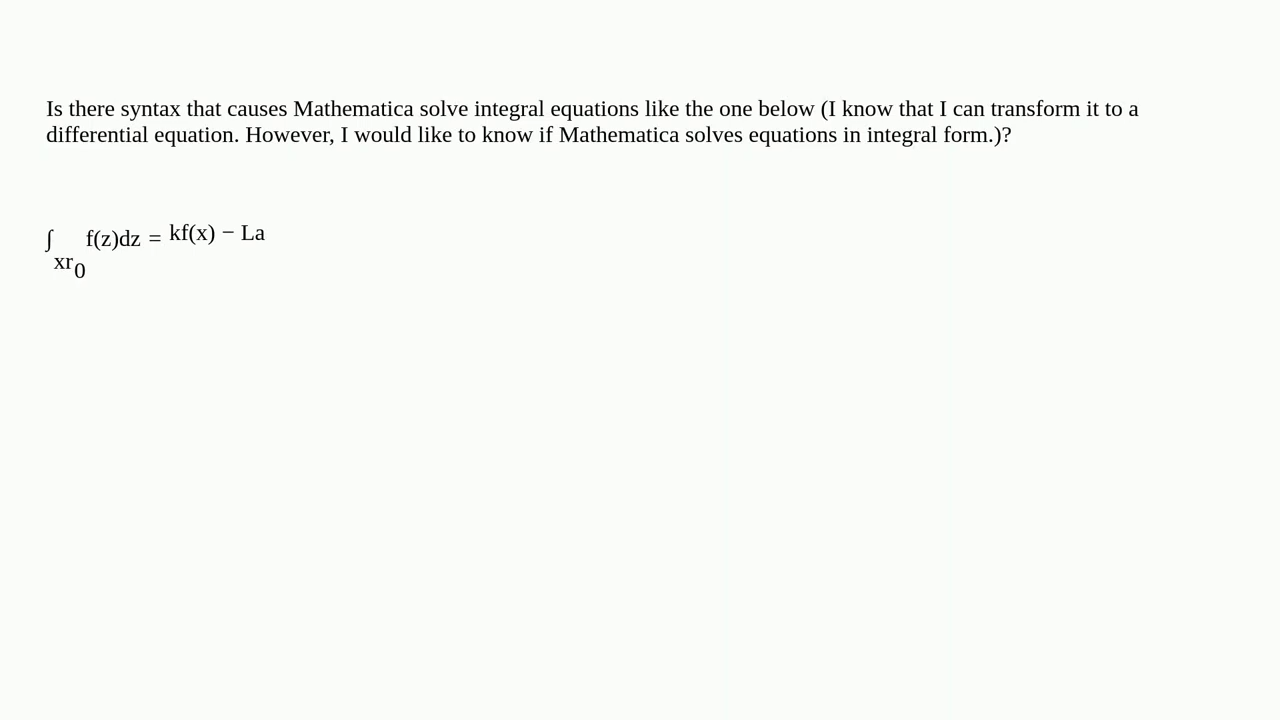 Is there syntax that causes Mathematica solve integral equations like the one below (I know that I can transform it to a
differential equation. However, I would like to know if Mathematica solves equations in integral form.)?
∫xr₀ f(z)dz = kf(x) − La